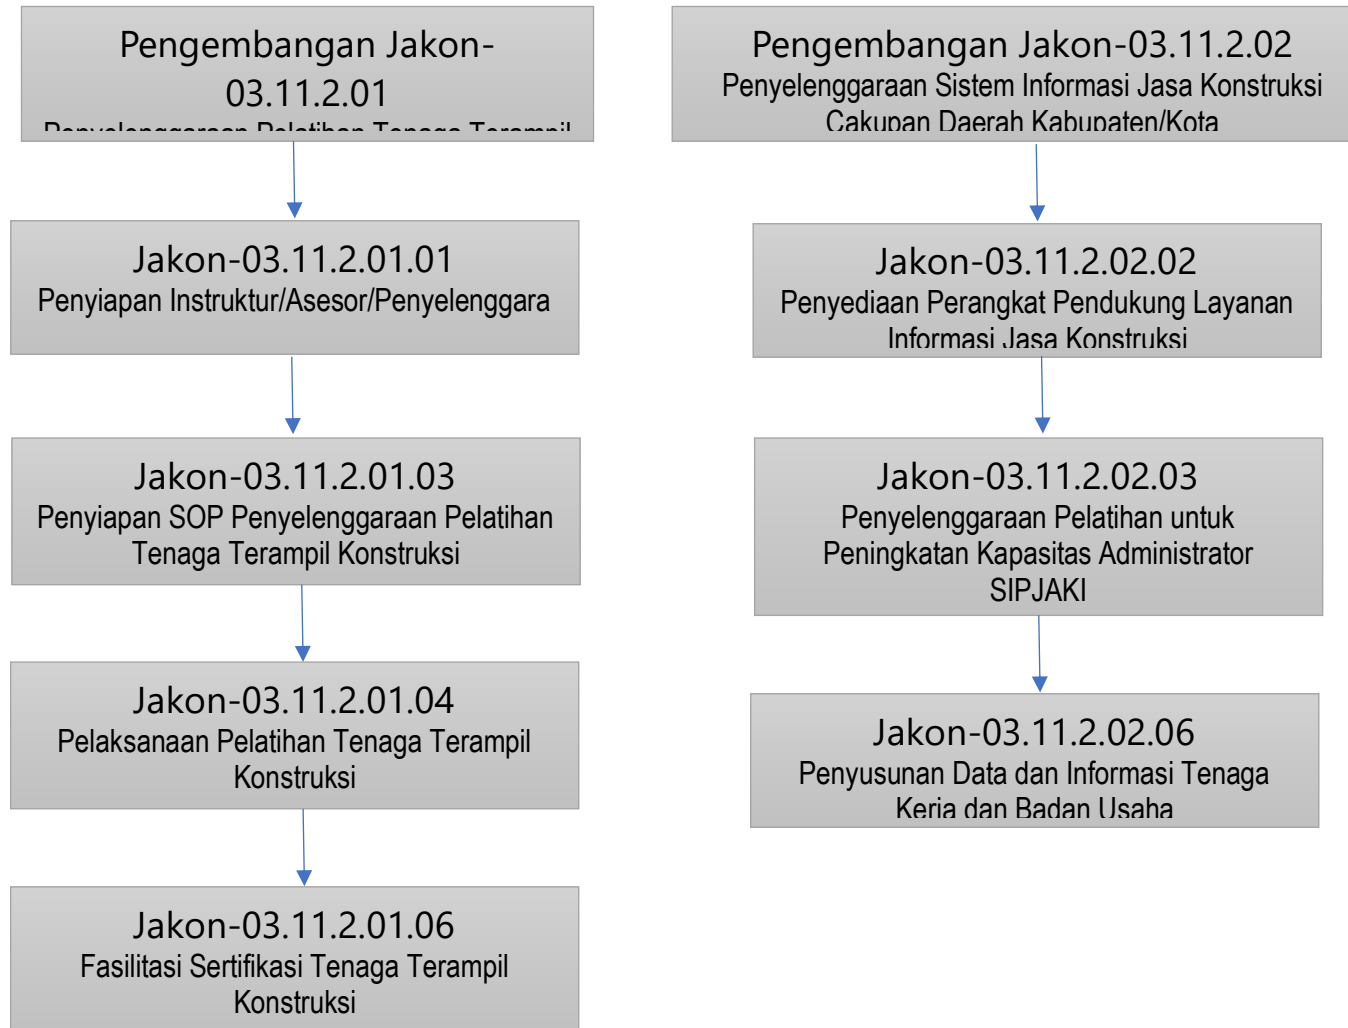 Pengembangan Jakon-
03.11.2.01
Penyelenggaraan Pelatihan Tenaga Terampil
Jakon-03.11.2.01.01
Penyiapan Instruktur/Asesor/Penyelenggara
Jakon-03.11.2.01.03
Penyiapan SOP Penyelenggaraan Pelatihan
Tenaga Terampil Konstruksi
Jakon-03.11.2.01.04
Pelaksanaan Pelatihan Tenaga Terampil
Konstruksi
Jakon-03.11.2.01.06
Fasilitasi Sertifikasi Tenaga Terampil
Konstruksi
Pengembangan Jakon-03.11.2.02
Penyelenggaraan Sistem Informasi Jasa Konstruksi
Cakupan Daerah Kabupaten/Kota
Jakon-03.11.2.02.02
Penyediaan Perangkat Pendukung Layanan
Informasi Jasa Konstruksi
Jakon-03.11.2.02.03
Penyelenggaraan Pelatihan untuk
Peningkatan Kapasitas Administrator
SIPJAKI
Jakon-03.11.2.02.06
Penyusunan Data dan Informasi Tenaga
Kerja dan Badan Usaha